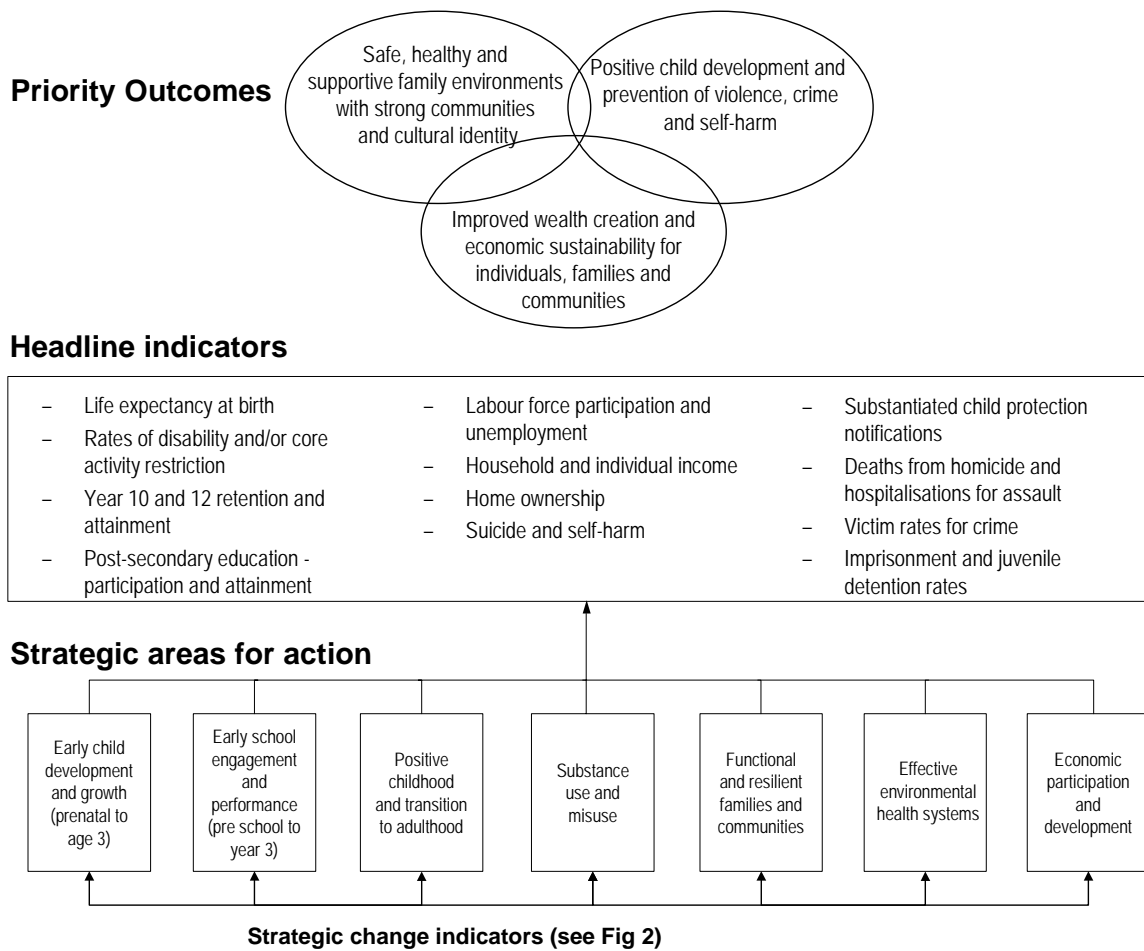 Priority Outcomes
Safe, healthy and
supportive family environments
with strong communities
and cultural identity
Positive child development and
prevention of violence, crime
and self-harm
Improved wealth creation and
economic sustainability for
individuals, families and
communities
Headline indicators
– Life expectancy at birth
– Rates of disability and/or core
activity restriction
– Year 10 and 12 retention and
attainment
– Post-secondary education -
participation and attainment
– Labour force participation and
unemployment
– Household and individual income
– Home ownership
– Suicide and self-harm
– Substantiated child protection
notifications
– Deaths from homicide and
hospitalisations for assault
– Victim rates for crime
– Imprisonment and juvenile
detention rates
Strategic areas for action
Early child
development
and growth
(prenatal to
age 3)
Early school
engagement
and
performance
(pre school to
year 3)
Positive
childhood
and transition
to adulthood
Substance
use and
misuse
Functional
and resilient
families and
communities
Effective
environmental
health systems
Economic
participation
and
development
Strategic change indicators (see Fig 2)